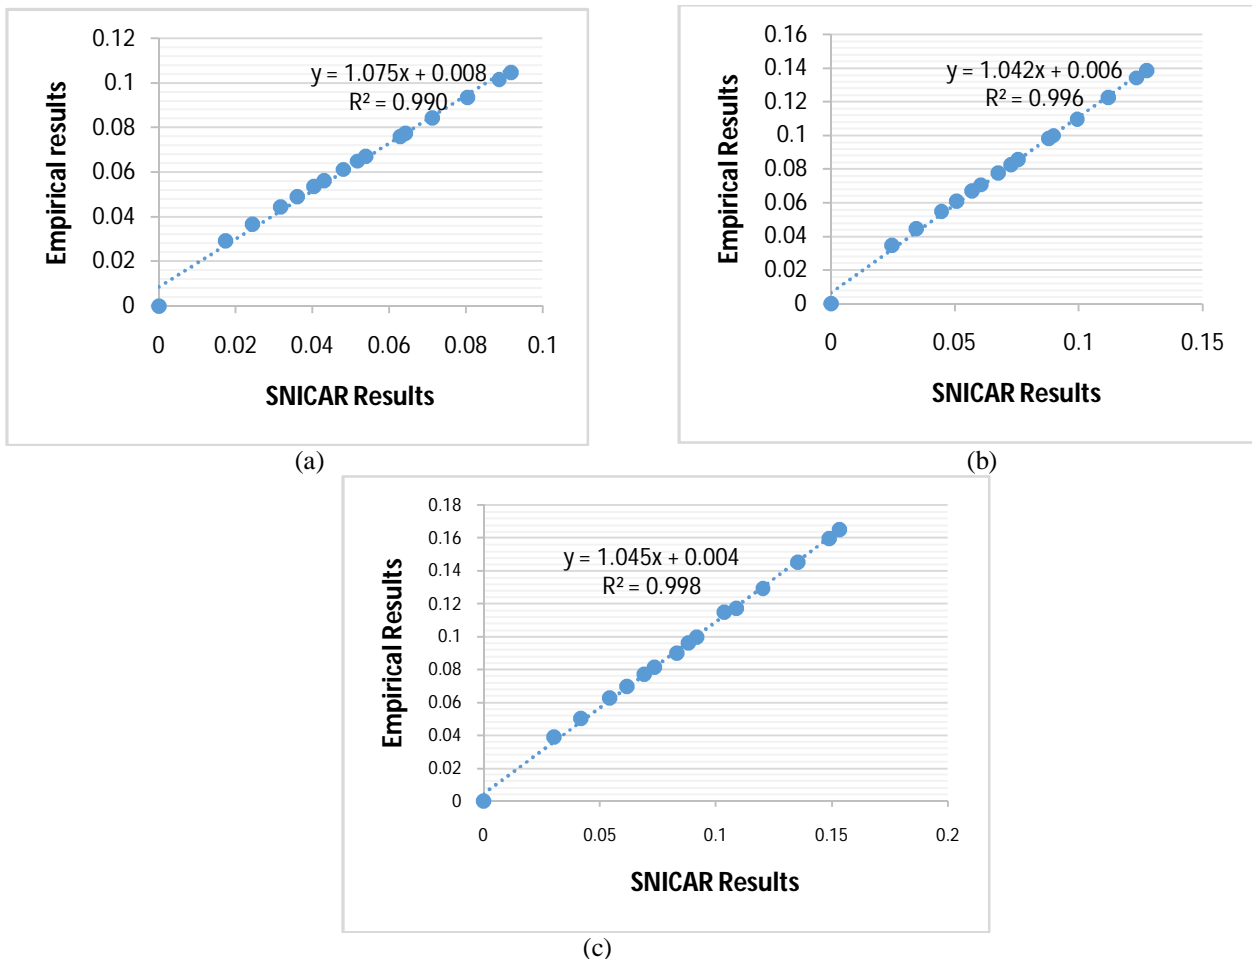 0.12
0.1
0.08
0.06
0.04
0.02
0
Empirical results
y = 1.075x + 0.008
R² = 0.990
0 0.02 0.04 0.06 0.08 0.1
SNICAR Results
(a)
0.16
0.14
0.12
0.1
0.08
0.06
0.04
0.02
0
Empirical Results
y = 1.042x + 0.006
R² = 0.996
0 0.05 0.1 0.15
SNICAR Results
(b)
0.18
0.16
0.14
0.12
0.1
0.08
0.06
0.04
0.02
0
Empirical Results
y = 1.045x + 0.004
R² = 0.998
0 0.05 0.1 0.15 0.2
SNICAR Results
(c)